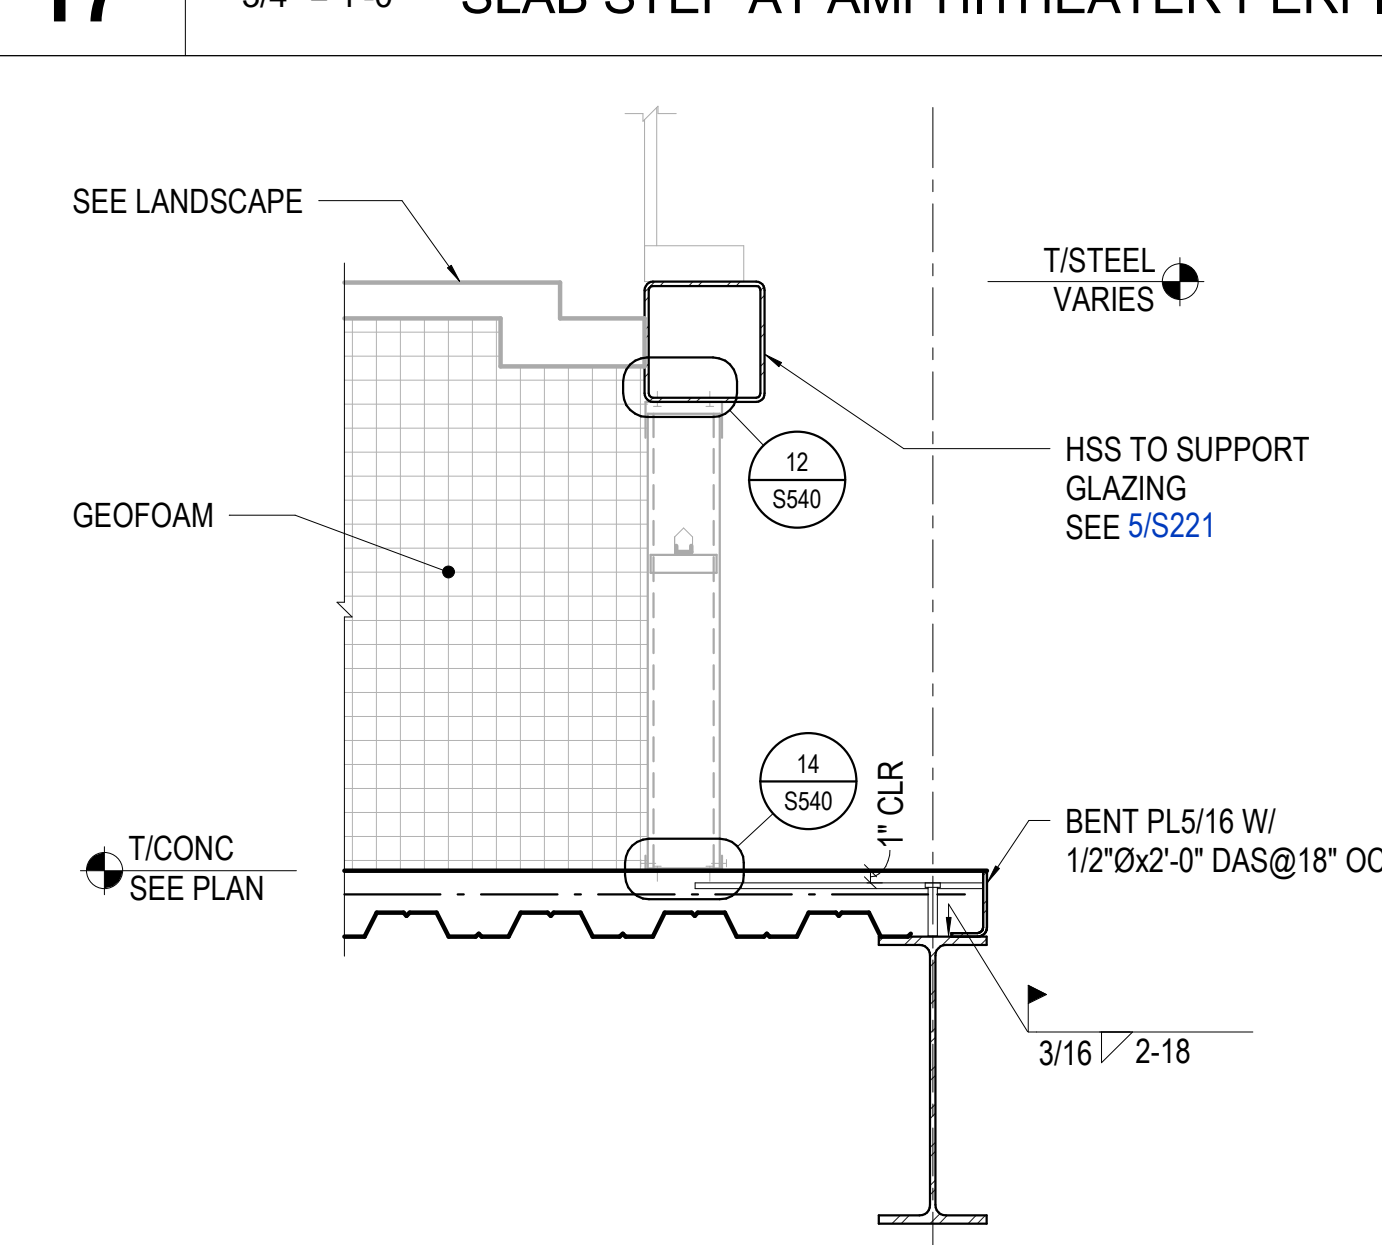 SEE LANDSCAPE
T/STEEL
VARIES
12
S540
HSS TO SUPPORT
GLAZING
SEE 5/S221
GEOFOAM
14
S540
1" CLR
BENT PL5/16 W/
1/2"Øx2'-0" DAS@18" OC
T/CONC
SEE PLAN
3/16 2-18